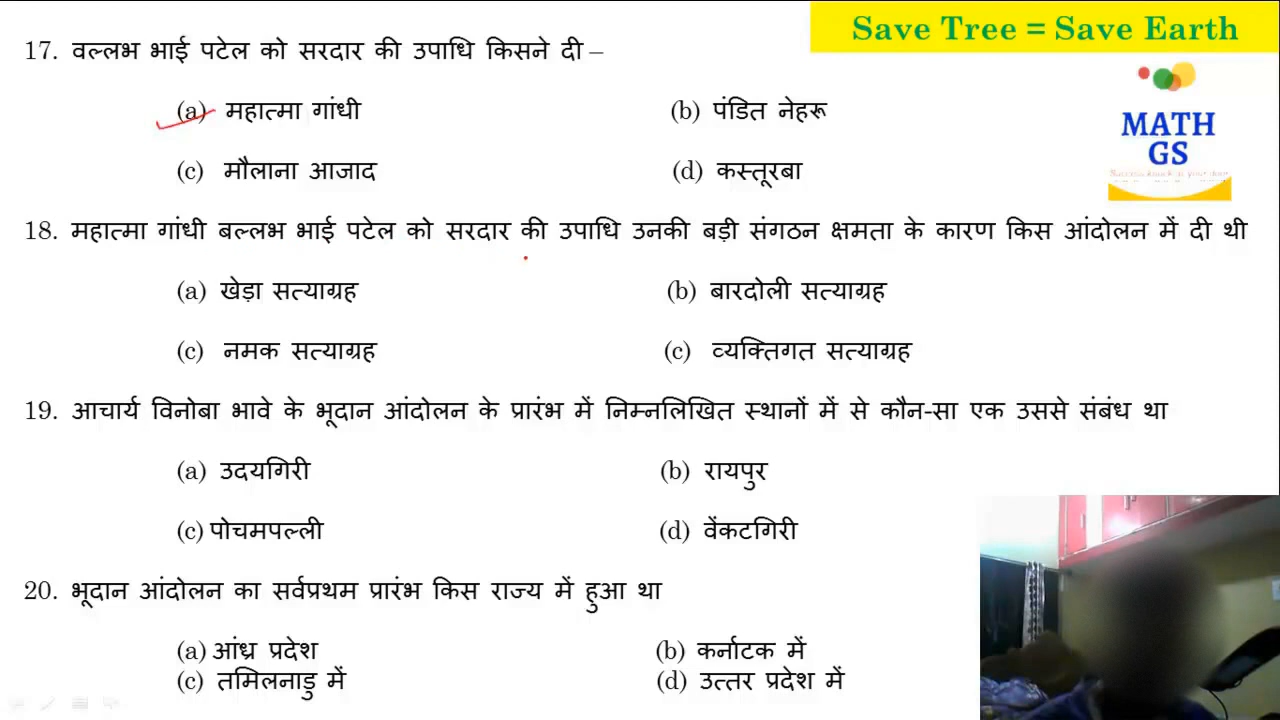 Save Tree = Save Earth
17. वल्लभ भाई पटेल को सरदार की उपाधि किसने दी –
(a) महात्मा गांधी (b) पंडित नेहरू
(c) मौलाना आजाद (d) कस्तूरबा
MATH
GS
18. महात्मा गांधी बल्लभ भाई पटेल को सरदार की उपाधि उनकी बड़ी संगठन क्षमता के कारण किस आंदोलन में दी थी
(a) खेड़ा सत्याग्रह (b) बारदोली सत्याग्रह
(c) नमक सत्याग्रह (c) व्यक्तिगत सत्याग्रह
19. आचार्य विनोबा भावे के भूदान आंदोलन के प्रारंभ में निम्नलिखित स्थानों में से कौन-सा एक उससे संबंध था
(a) उदयगिरी (b) रायपुर
(c) पोचमपल्ली (d) वेंकटगिरी
20. भूदान आंदोलन का सर्वप्रथम प्रारंभ किस राज्य में हुआ था
(a) आंध्र प्रदेश (b) कर्नाटक में
(c) तमिलनाडु में (d) उत्तर प्रदेश में